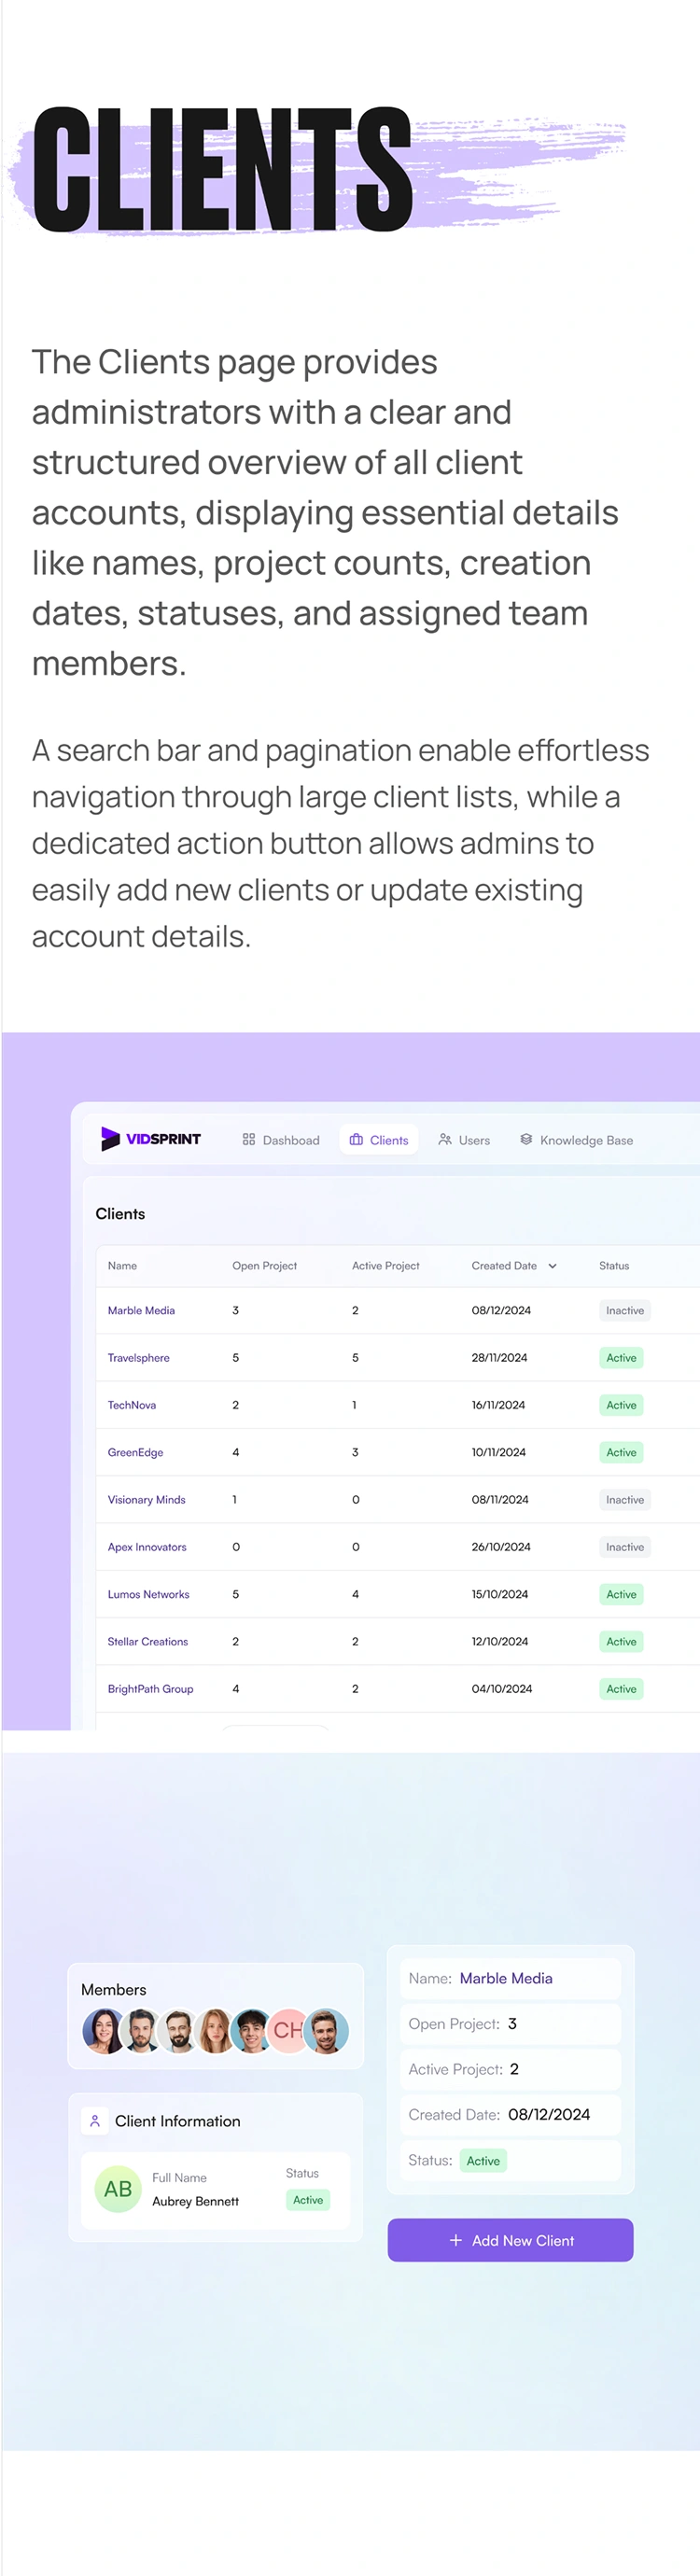 CLIENTS
The Clients page provides
administrators with a clear and
structured overview of all client
accounts, displaying essential details
like names, project counts, creation
dates, statuses, and assigned team
members.
A search bar and pagination enable effortless
navigation through large client lists, while a
dedicated action button allows admins to
easily add new clients or update existing
account details.
VIDSPRINT Dashboad Clients Users Knowledge Base
Clients
Name Open Project Active Project Created Date Status
Marble Media 3 2 08/12/2024 Inactive
Travelsphere 5 5 28/11/2024 Active
TechNova 2 1 16/11/2024 Active
GreenEdge 4 3 10/11/2024 Active
Visionary Minds 1 0 08/11/2024 Inactive
Apex Innovators 0 0 26/10/2024 Inactive
Lumos Networks 5 4 15/10/2024 Active
Stellar Creations 2 2 12/10/2024 Active
BrightPath Group 4 2 04/10/2024 Active
Members
CH
Client Information
AB
Full Name
Aubrey Bennett
Status
Active
Name: Marble Media
Open Project: 3
Active Project: 2
Created Date: 08/12/2024
Status: Active
+ Add New Client